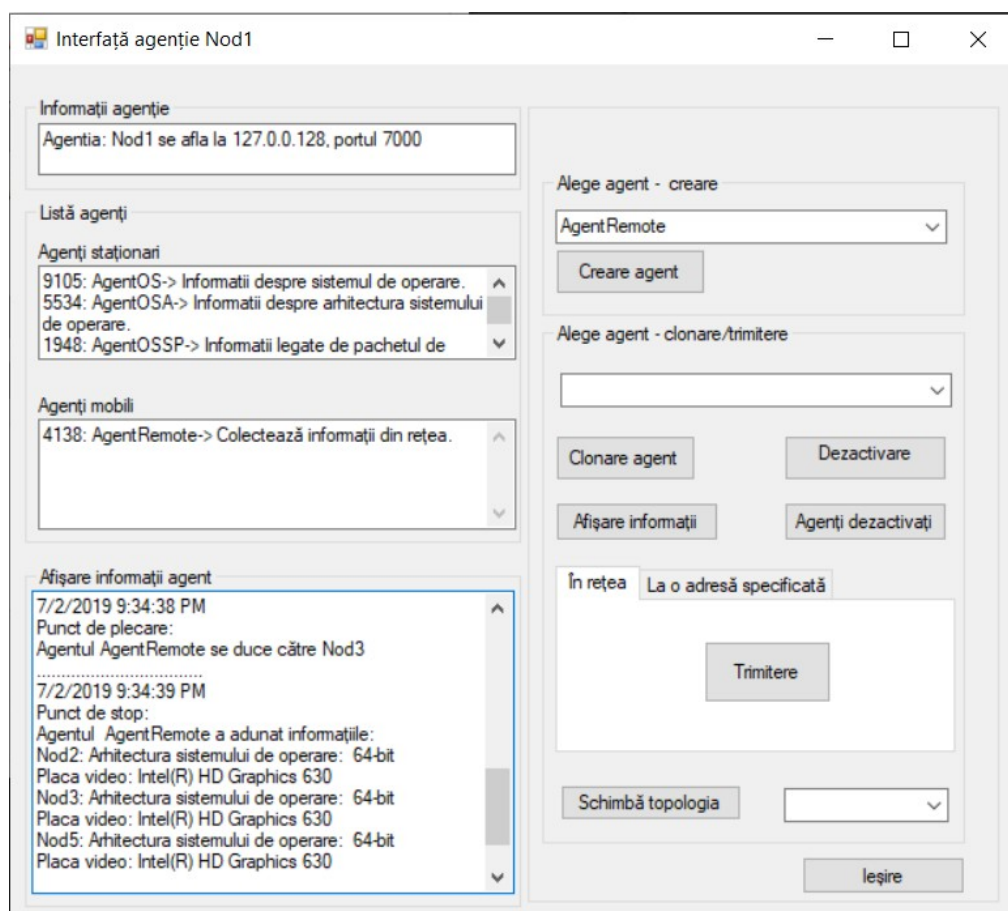 Interfață agenție Nod1
Informații agenție
Agentia: Nod1 se afla la 127.0.0.128, portul 7000
Listă agenți
Agenți staționari
9105: AgentOS-> Informatii despre sistemul de operare.
5534: AgentOSA-> Informatii despre arhitectura sistemului
de operare.
1948: AgentOSSP-> Informatii legate de pachetul de
Agenți mobili
4138: AgentRemote-> Colectează informații din rețea.
Afișare informații agent
7/2/2019 9:34:38 PM
Punct de plecare:
Agentul AgentRemote se duce către Nod3
..................................
7/2/2019 9:34:39 PM
Punct de stop:
Agentul  AgentRemote a adunat informațiile:
Nod2: Arhitectura sistemului de operare:  64-bit
Placa video: Intel(R) HD Graphics 630
Nod3: Arhitectura sistemului de operare:  64-bit
Placa video: Intel(R) HD Graphics 630
Nod5: Arhitectura sistemului de operare:  64-bit
Placa video: Intel(R) HD Graphics 630
Alege agent - creare
AgentRemote
Creare agent
Alege agent - clonare/trimitere
Clonare agent
Dezactivare
Afișare informații
Agenți dezactivați
În rețea
La o adresă specificată
Trimitere
Schimbă topologia
Ieșire